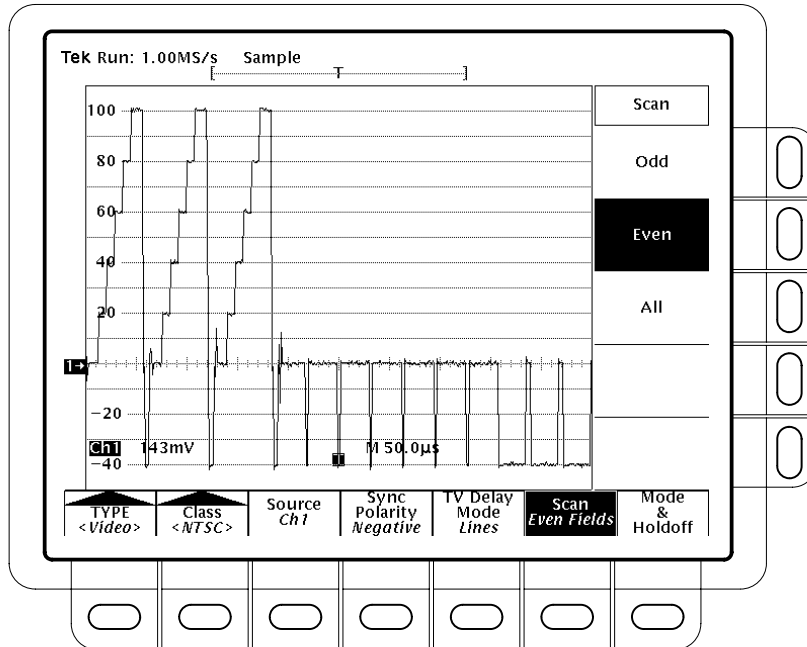 Tek Run: 1.00MS/s Sample
[ T ]
100
80
60
40
20
1→
−20
−40
Ch1 143mV M 50.0µs
T
Scan
Odd
Even
All
TYPE
<Video>
Class
<NTSC>
Source
Ch1
Sync
Polarity
Negative
TV Delay
Mode
Lines
Scan
Even Fields
Mode
&
Holdoff